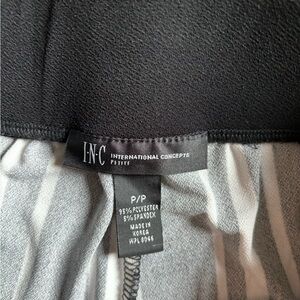 I·N·C INTERNATIONAL CONCEPTS
PETITE
P/P
95% POLYESTER
5% SPANDEX
MADE IN
KOREA